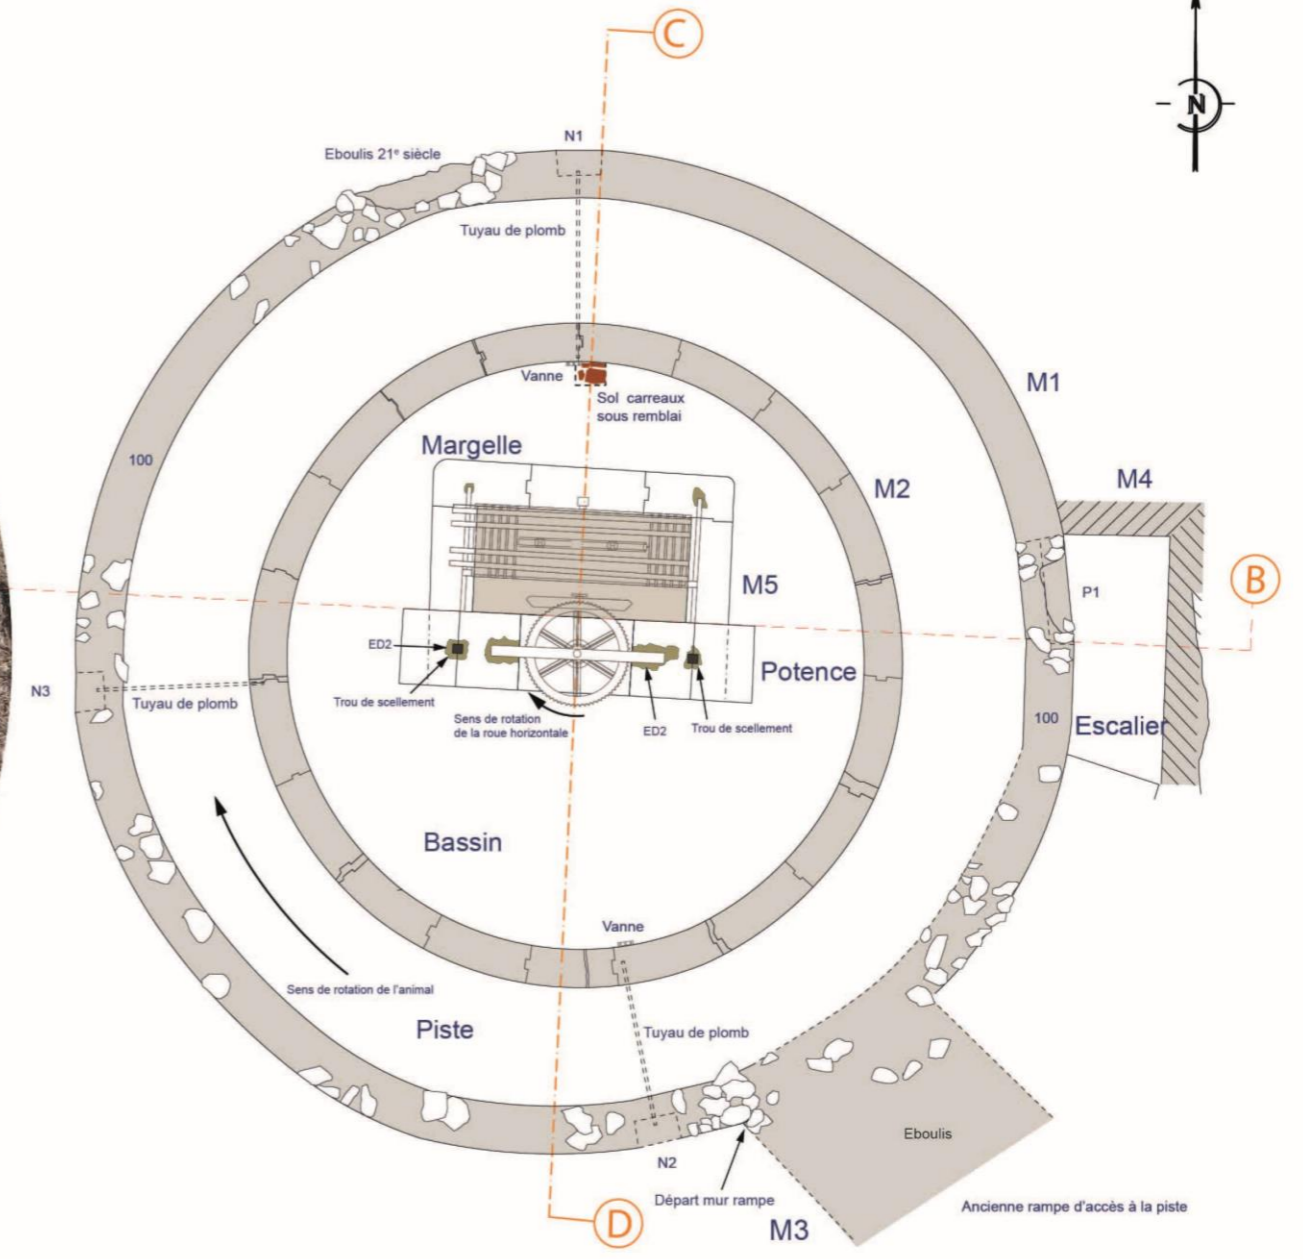 C
N
N1
Eboulis 21e siècle
Tuyau de plomb
Vanne
Sol carreaux
sous remblai
M1
100
Margelle
M2
M4
M5
B
P1
ED2
Potence
N3
Tuyau de plomb
Trou de scellement
Sens de rotation
de la roue horizontale
ED2
Trou de scellement
100
Escalier
Bassin
Vanne
Sens de rotation de l'animal
Piste
Tuyau de plomb
Eboulis
N2
Départ mur rampe
Ancienne rampe d'accès à la piste
D
M3